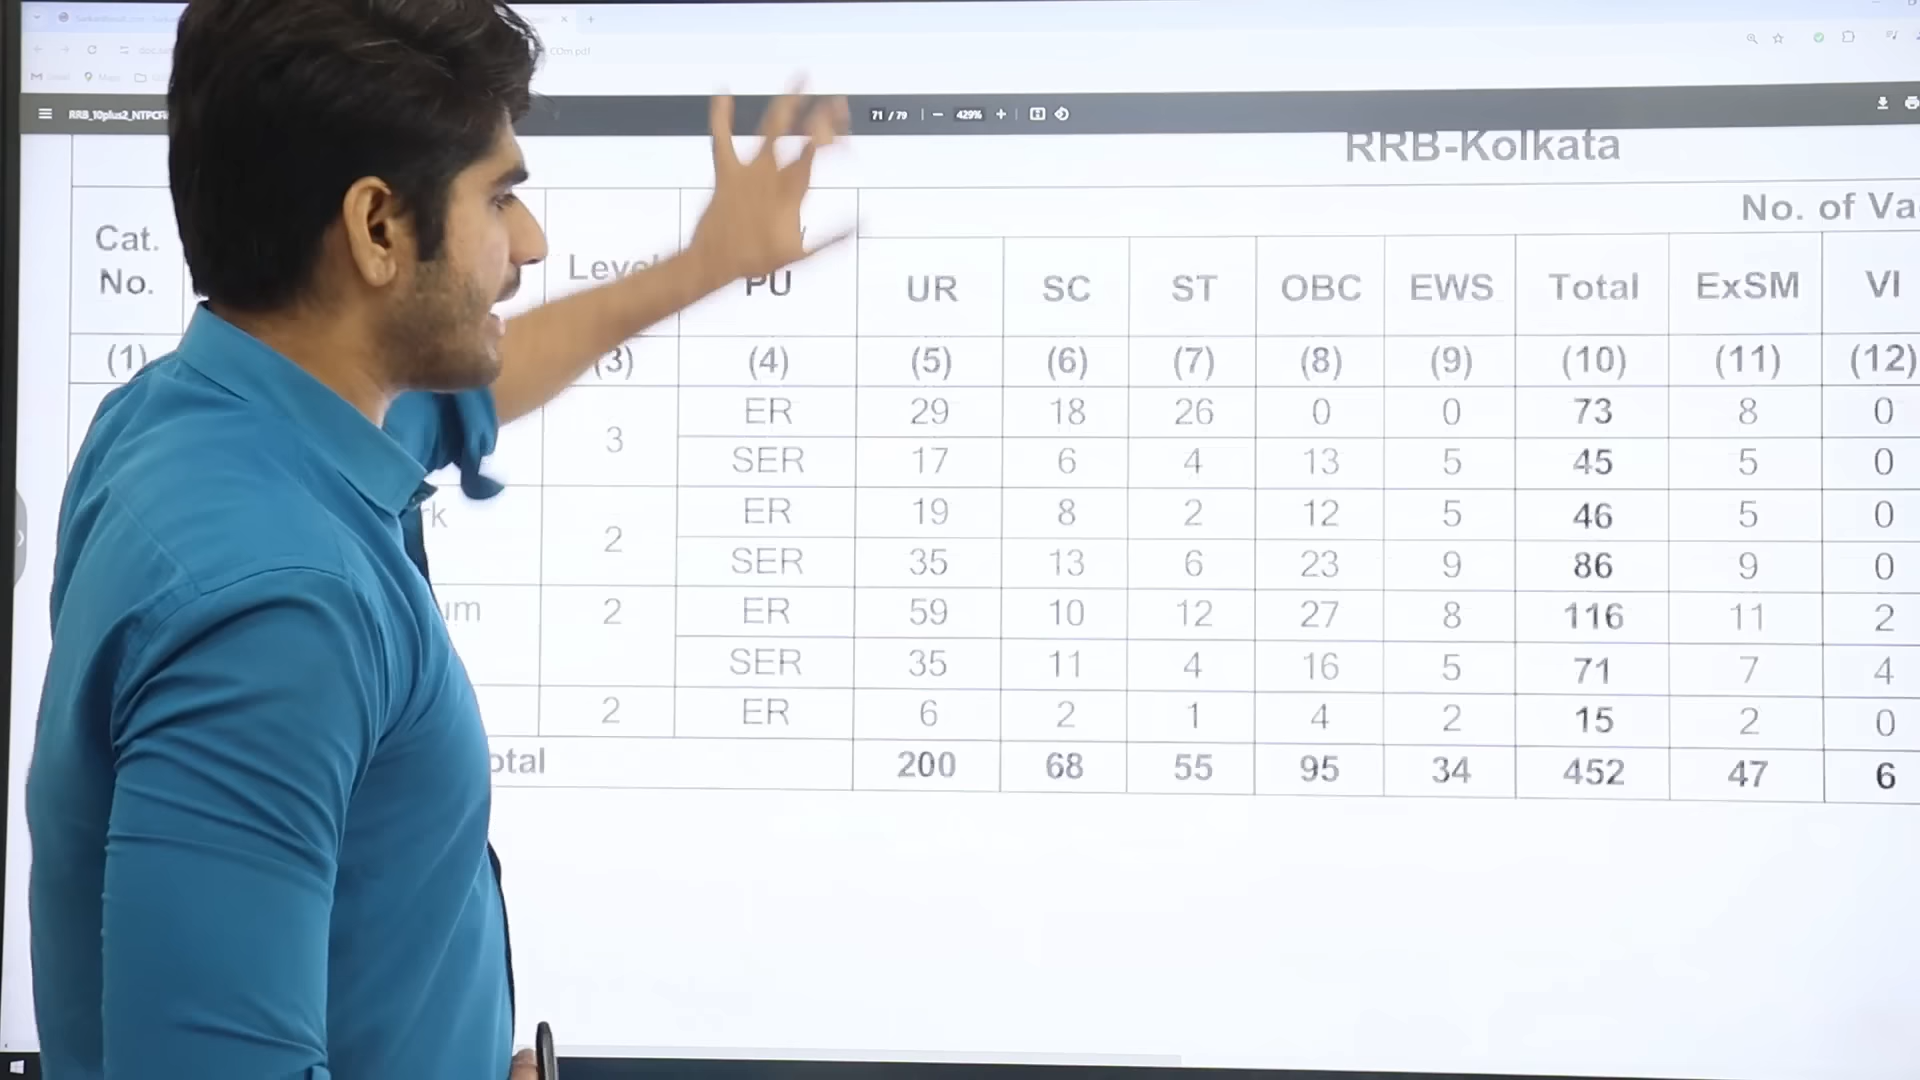 COm.pdf
RRB_10plus2_NTPC
71 / 79 − 429% +
RRB-Kolkata
No. of Va
Cat. No. Level PU UR SC ST OBC EWS Total ExSM VI
(1) (3) (4) (5) (6) (7) (8) (9) (10) (11) (12)
3 ER 29 18 26 0 0 73 8 0
SER 17 6 4 13 5 45 5 0
rk 2 ER 19 8 2 12 5 46 5 0
SER 35 13 6 23 9 86 9 0
um 2 ER 59 10 12 27 8 116 11 2
SER 35 11 4 16 5 71 7 4
2 ER 6 2 1 4 2 15 2 0
otal 200 68 55 95 34 452 47 6